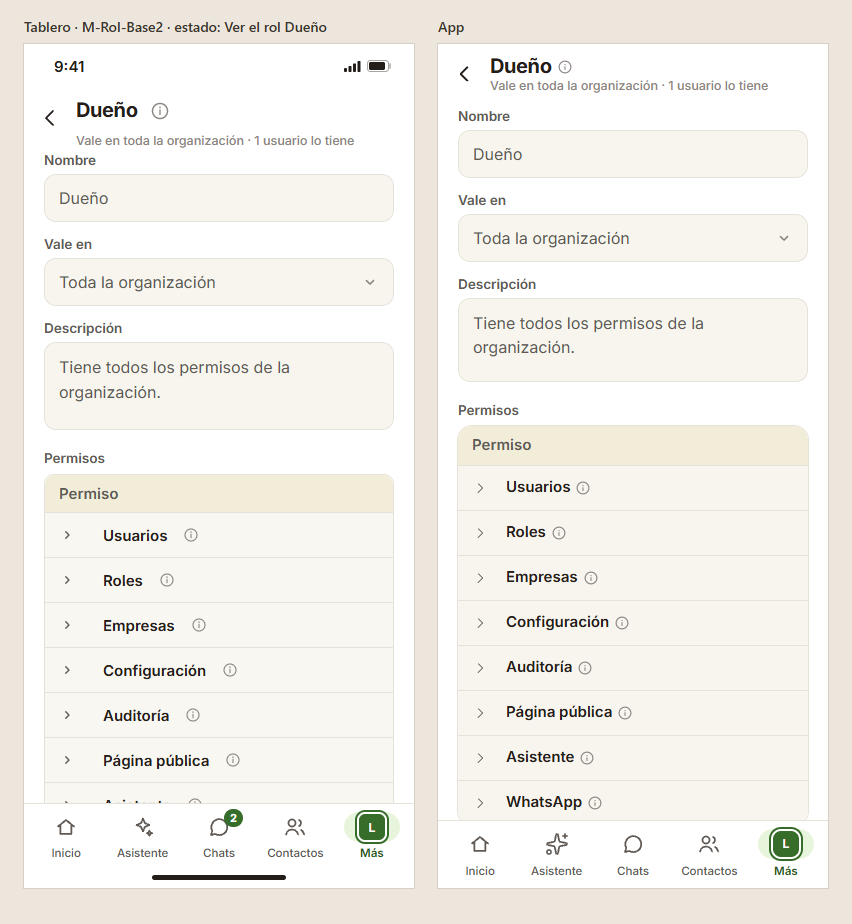 Tablero · M-Rol-Base2 · estado: Ver el rol Dueño
9:41
Dueño
Vale en toda la organización · 1 usuario lo tiene
Nombre
Dueño
Vale en
Toda la organización
Descripción
Tiene todos los permisos de la
organización.
Permisos
Permiso
Usuarios
Roles
Empresas
Configuración
Auditoría
Página pública
Asistente
2
L
Inicio
Asistente
Chats
Contactos
Más
App
Dueño
Vale en toda la organización · 1 usuario lo tiene
Nombre
Dueño
Vale en
Toda la organización
Descripción
Tiene todos los permisos de la
organización.
Permisos
Permiso
Usuarios
Roles
Empresas
Configuración
Auditoría
Página pública
Asistente
WhatsApp
L
Inicio
Asistente
Chats
Contactos
Más